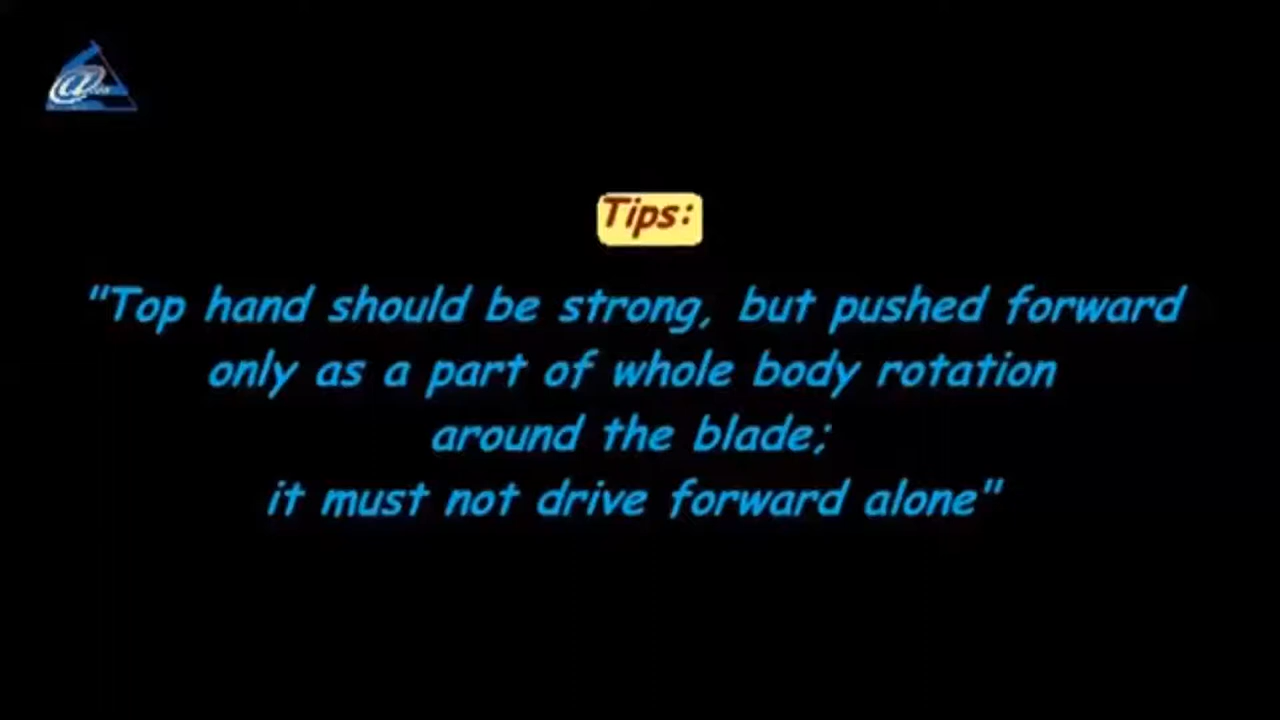 Tips:
"Top hand should be strong, but pushed forward
only as a part of whole body rotation
around the blade;
it must not drive forward alone"